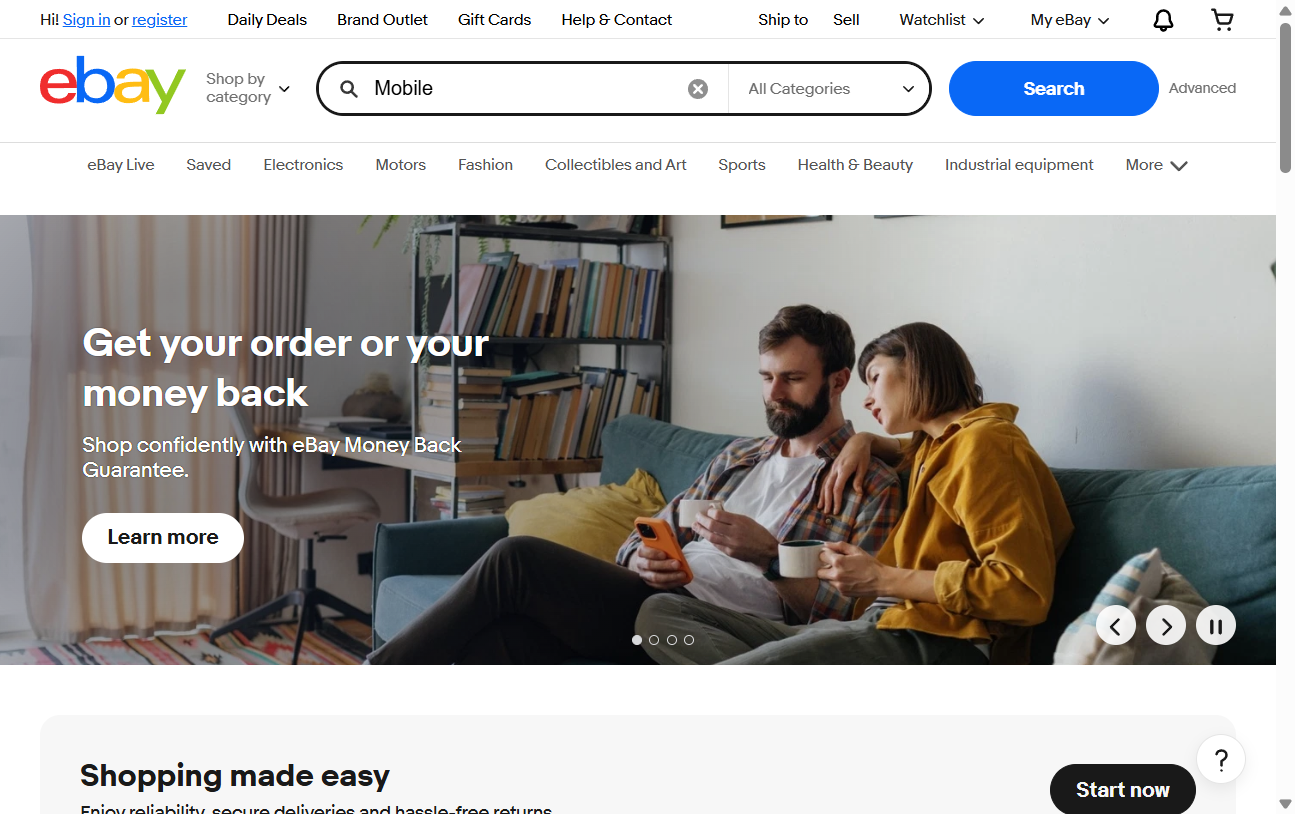 Hi! Sign in or register Daily Deals Brand Outlet Gift Cards Help & Contact Ship to Sell Watchlist My eBay
ebay Shop by category Mobile All Categories Search Advanced
eBay Live Saved Electronics Motors Fashion Collectibles and Art Sports Health & Beauty Industrial equipment More
Get your order or your
money back
Shop confidently with eBay Money Back
Guarantee.
Learn more
Shopping made easy
?
Start now
Enjoy reliability, secure deliveries and hassle-free returns.